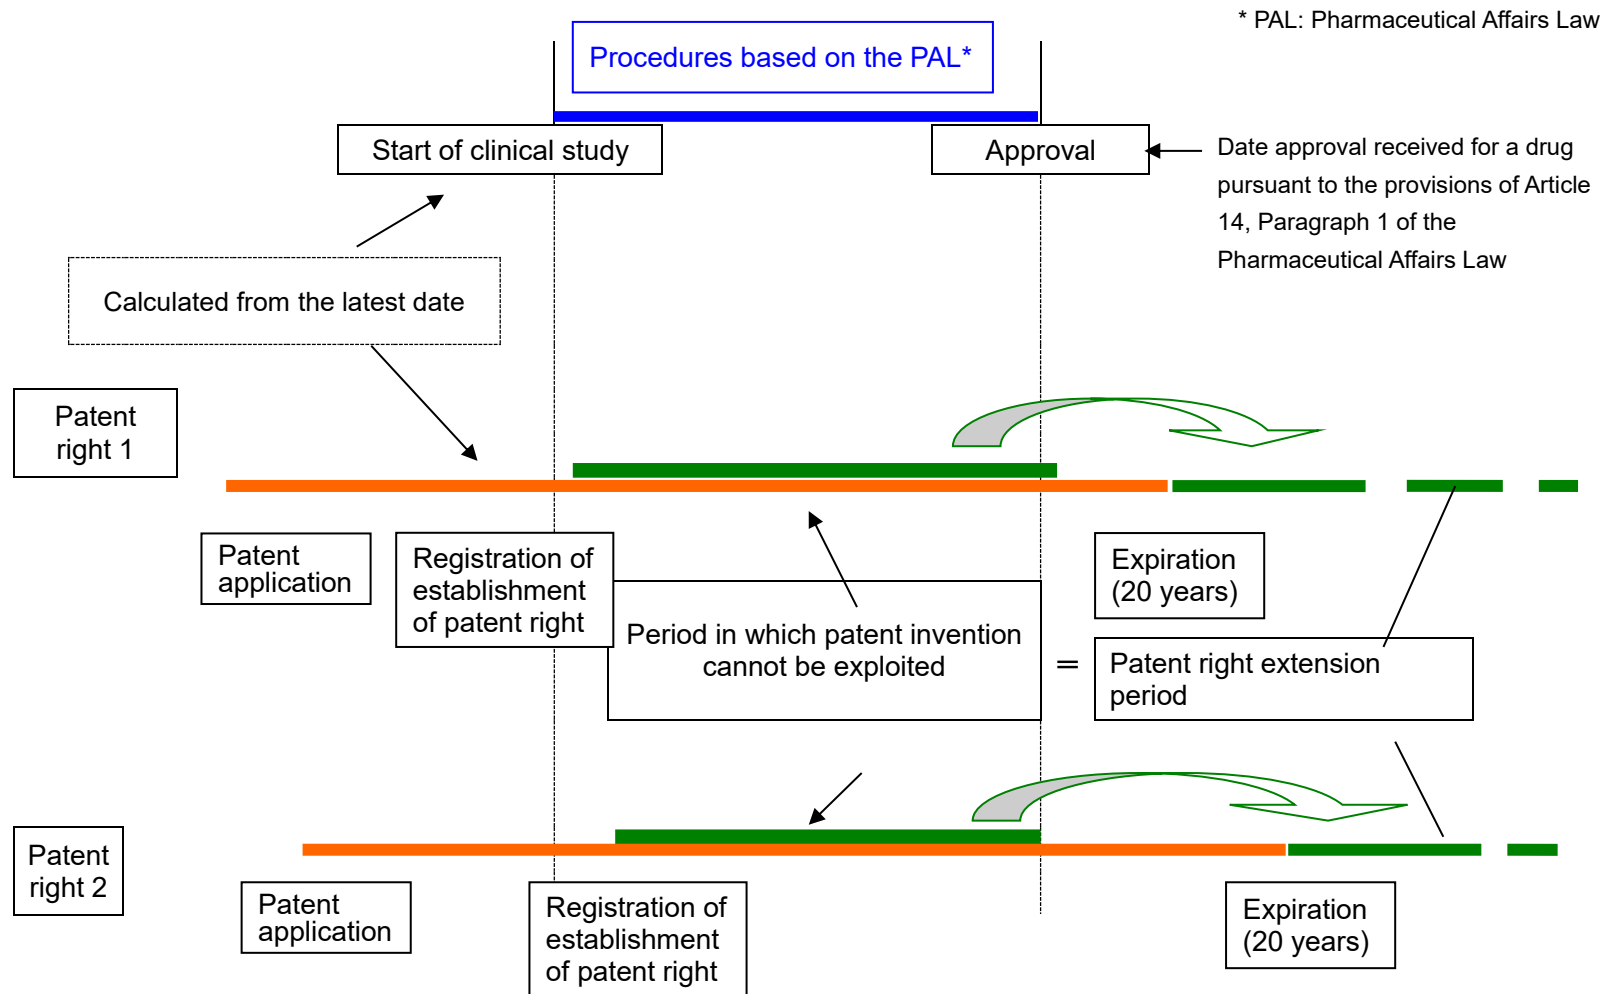 * PAL: Pharmaceutical Affairs Law
Procedures based on the PAL*
Start of clinical study
Approval
Date approval received for a drug
pursuant to the provisions of Article
14, Paragraph 1 of the
Pharmaceutical Affairs Law
Calculated from the latest date
Patent
right 1
Patent
application
Registration of
establishment
of patent right
Expiration
(20 years)
Period in which patent invention
cannot be exploited
=
Patent right extension
period
Patent
right 2
Patent
application
Registration of
establishment
of patent right
Expiration
(20 years)